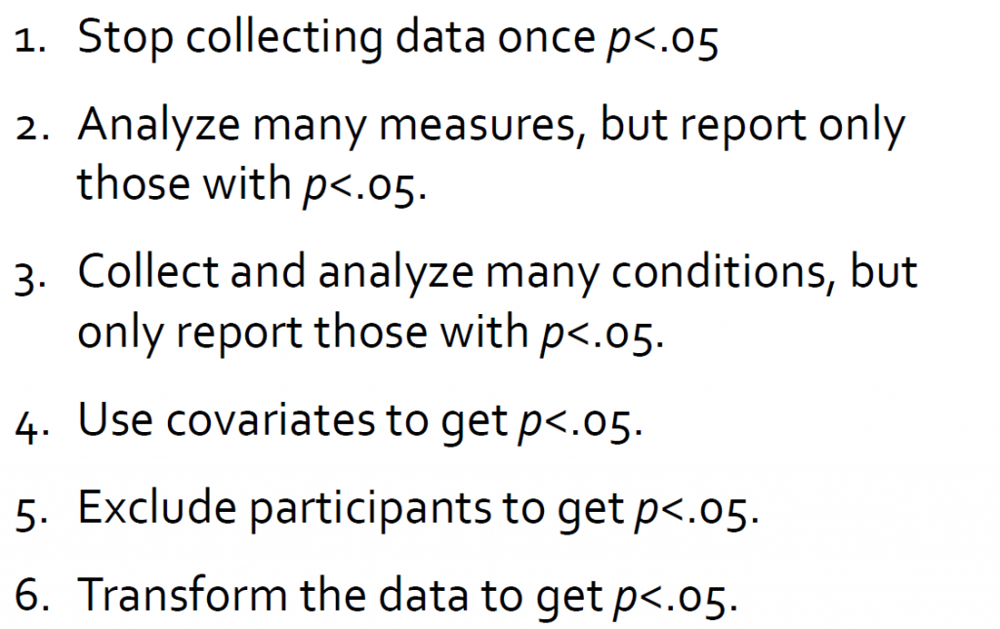 1. Stop collecting data once p<.05
2. Analyze many measures, but report only
those with p<.05.
3. Collect and analyze many conditions, but
only report those with p<.05.
4. Use covariates to get p<.05.
5. Exclude participants to get p<.05.
6. Transform the data to get p<.05.